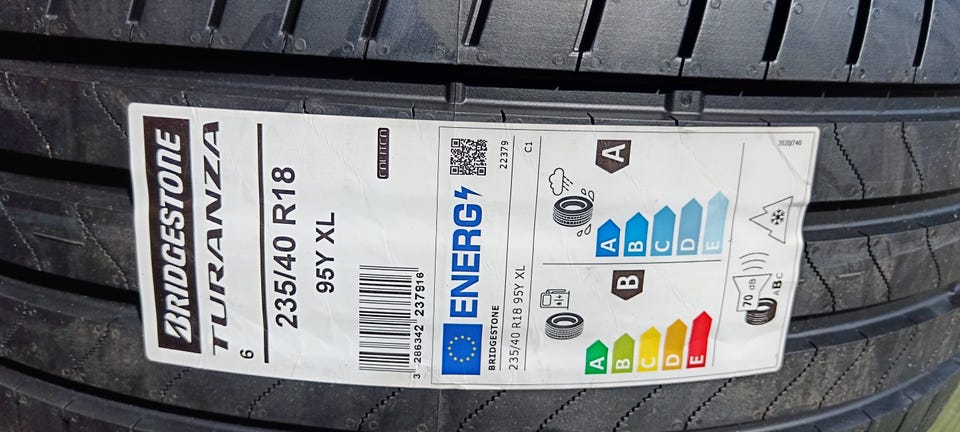 BRIDGESTONE
TURANZA
6
235/40 R18
95Y XL
ENLITEN
3 286342 237916
ENERG
22379
C1
BRIDGESTONE
235/40 R18 95Y XL
A
A
B
C
D
E
B
A
B
C
D
E
2020/740
70 dB
ABC